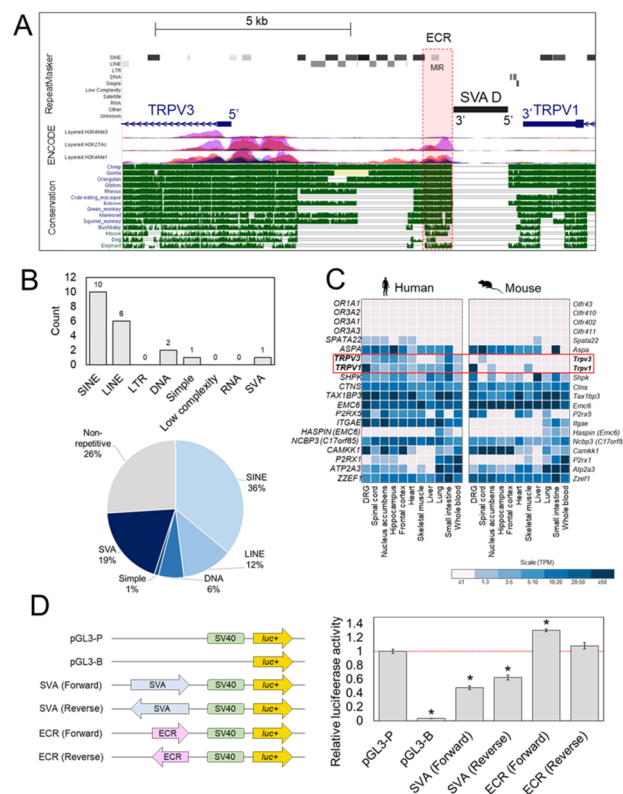 A
5 kb
ECR
RepeatMasker
SINE
LINE
LTR
DNA
Simple
Low Complexity
Satellite
RNA
Other
Unknown
MIR
SVA D
TRPV3
5'
3'
5'
3'
TRPV1
ENCODE
Layered H3K4Me3
Layered H3K27Ac
Layered H3K4Me1
Conservation
Chimp
Gorilla
Orangutan
Gibbon
Rhesus
Crab-eating_macaque
Baboon
Green_monkey
Marmoset
Squirrel_monkey
Bushbaby
Mouse
Dog
Elephant
B
Count
12
10
8
6
4
2
0
10
6
0
2
1
0
0
1
SINE
LINE
LTR
DNA
Simple
Low complexity
RNA
SVA
Non-
repetitive
26%
SINE
36%
SVA
19%
Simple
1%
DNA
6%
LINE
12%
C
Human
Mouse
OR1A1
OR3A2
OR3A1
OR3A3
SPATA22
ASPA
TRPV3
TRPV1
SHPK
CTNS
TAX1BP3
EMC6
P2RX5
ITGAE
HASPIN (EMC6)
NCBP3 (C17orf85)
CAMKK1
P2RX1
ATP2A3
ZZEF1
Olfr43
Olfr410
Olfr402
Olfr411
Spata22
Aspa
Trpv3
Trpv1
Shpk
Ctns
Tax1bp3
Emc6
P2rx5
Itgae
Haspin (Emc6)
Ncbp3 (C17orf8
Camkk1
P2rx1
Atp2a3
Zzef1
DRG
Spinal cord
Nucleus accumbens
Hippocampus
Frontal cortex
Heart
Skeletal muscle
Liver
Lung
Small intestine
Whole blood
DRG
Spinal cord
Nucleus accumbens
Hippocampus
Frontal cortex
Heart
Skeletal muscle
Liver
Lung
Small intestine
Whole blood
Scale (TPM)
≤1
1-3
3-5
5-10
10-20
20-50
>50
D
pGL3-P
SV40
luc+
pGL3-B
luc+
SVA (Forward)
SVA
SV40
luc+
SVA (Reverse)
SVA
SV40
luc+
ECR (Forward)
ECR
SV40
luc+
ECR (Reverse)
ECR
SV40
luc+
Relative lucifeerase activity
1.4
1.2
1
0.8
0.6
0.4
0.2
0
*
*
*
*
pGL3-P
pGL3-B
SVA (Forward)
SVA (Reverse)
ECR (Forward)
ECR (Reverse)